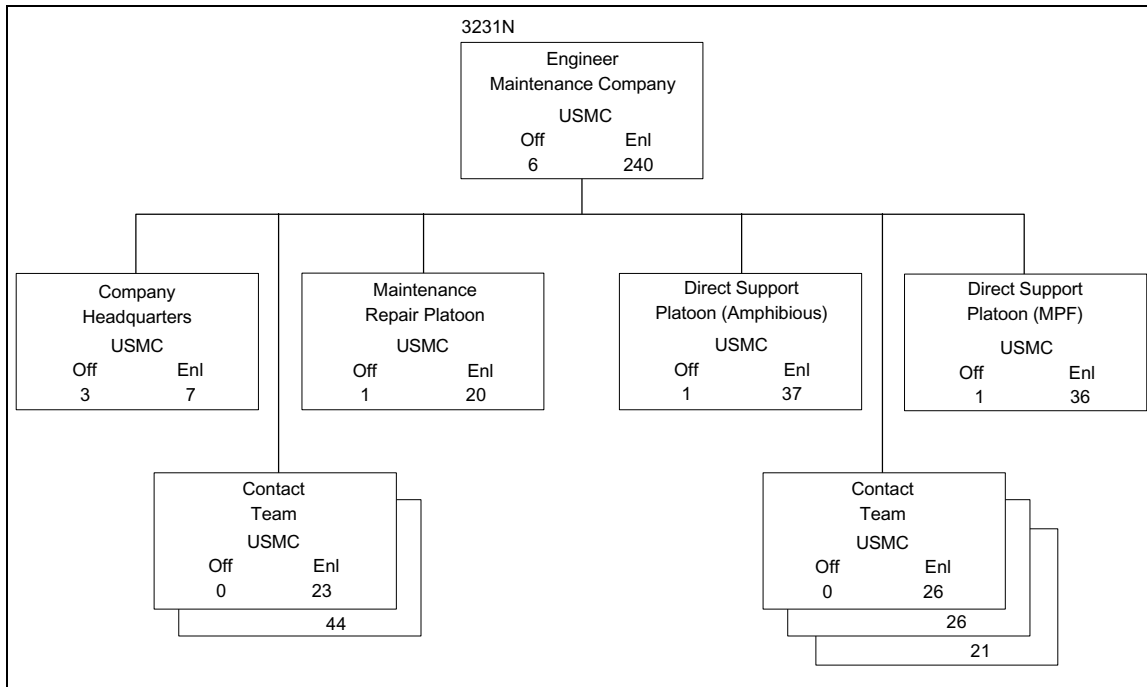 3231N
Engineer
Maintenance Company
USMC
Off Enl
6 240
Company
Headquarters
USMC
Off Enl
3 7
Maintenance
Repair Platoon
USMC
Off Enl
1 20
Direct Support
Platoon (Amphibious)
USMC
Off Enl
1 37
Direct Support
Platoon (MPF)
USMC
Off Enl
1 36
Contact
Team
USMC
Off Enl
0 23
44
Contact
Team
USMC
Off Enl
0 26
26
21